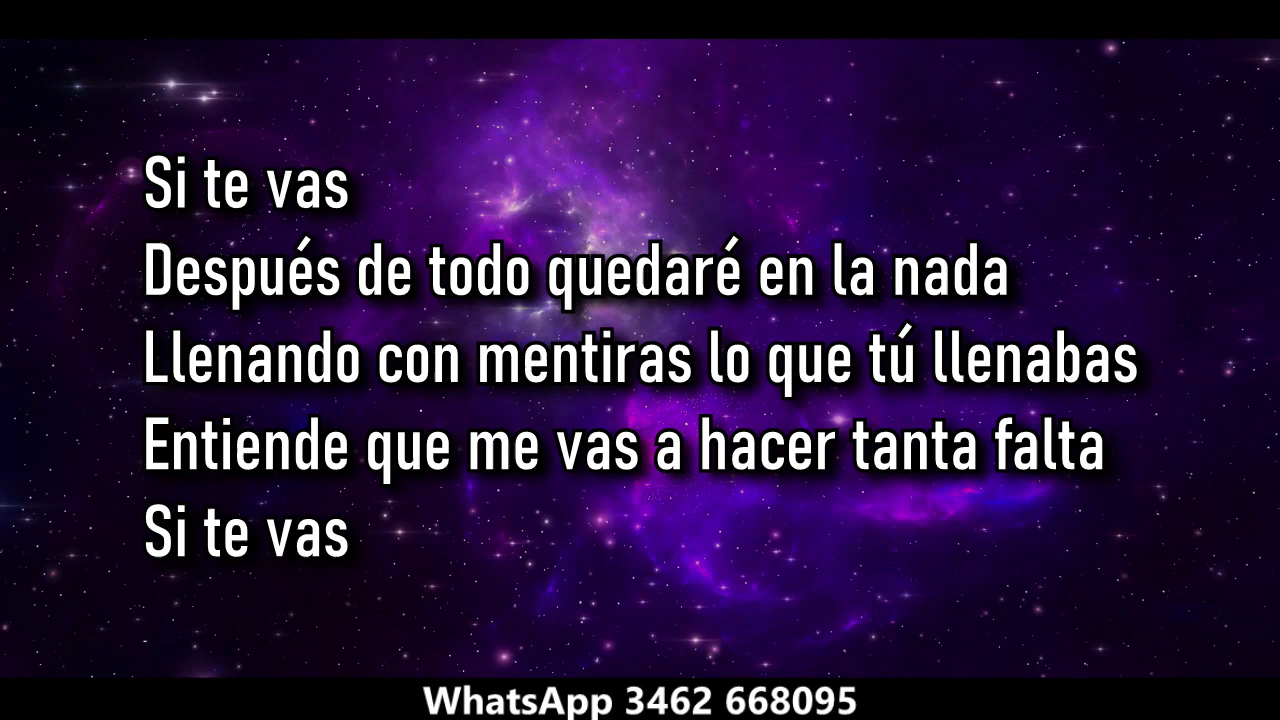 Si te vas
Después de todo quedaré en la nada
Llenando con mentiras lo que tú llenabas
Entiende que me vas a hacer tanta falta
Si te vas
WhatsApp 3462 668095